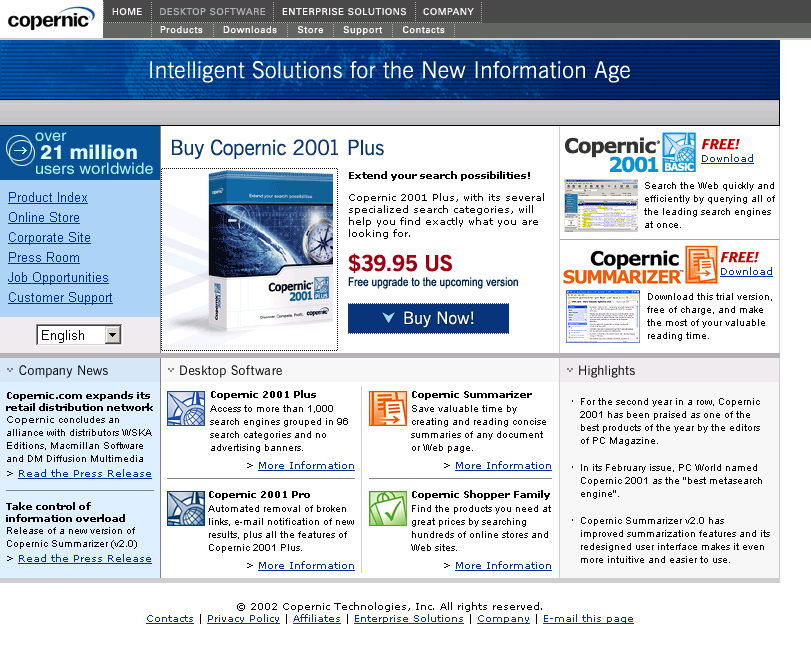 copernic
HOME
DESKTOP SOFTWARE
ENTERPRISE SOLUTIONS
COMPANY
Products
Downloads
Store
Support
Contacts
Intelligent Solutions for the New Information Age
over
21 million
users worldwide
Product Index
Online Store
Corporate Site
Press Room
Job Opportunities
Customer Support
English
Buy Copernic 2001 Plus
Extend your search possibilities!
Copernic
2001 PLUS
Discover. Compare. Profit.
copernic
Extend your search possibilities!
Copernic 2001 Plus, with its several
specialized search categories, will
help you find exactly what you are
looking for.
$39.95 US
Free upgrade to the upcoming version
Buy Now!
Copernic
2001 BASIC
FREE!
Download
Search the Web quickly and
efficiently by querying all of
the leading search engines
at once.
COPERNIC
SUMMARIZER™
FREE!
Download
Download this trial version,
free of charge, and make
the most of your valuable
reading time.
Company News
Copernic.com expands its
retail distribution network
Copernic concludes an
alliance with distributors WSKA
Editions, Macmillan Software
and DM Diffusion Multimedia
> Read the Press Release
Take control of
information overload
Release of a new version of
Copernic Summarizer (v2.0)
> Read the Press Release
Desktop Software
Copernic 2001 Plus
Access to more than 1,000
search engines grouped in 96
search categories and no
advertising banners.
> More Information
Copernic Summarizer
Save valuable time by
creating and reading concise
summaries of any document
or Web page.
> More Information
Copernic 2001 Pro
Automated removal of broken
links, e-mail notification of new
results, plus all the features of
Copernic 2001 Plus.
> More Information
Copernic Shopper Family
Find the products you need at
great prices by searching
hundreds of online stores and
Web sites.
> More Information
Highlights
· For the second year in a row, Copernic
2001 has been praised as one of the
best products of the year by the editors
of PC Magazine.
· In its February issue, PC World named
Copernic 2001 as the "best metasearch
engine".
· Copernic Summarizer v2.0 has
improved summarization features and its
redesigned user interface makes it even
more intuitive and easier to use.
© 2002 Copernic Technologies, Inc. All rights reserved.
Contacts | Privacy Policy | Affiliates | Enterprise Solutions | Company | E-mail this page